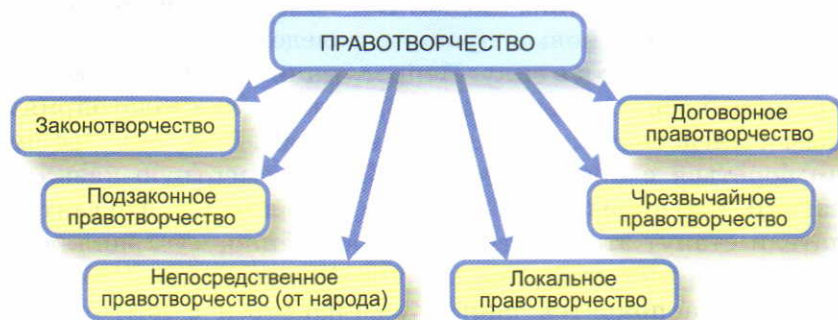 ПРАВОТВОРЧЕСТВО
Законотворчество
Подзаконное
правотворчество
Непосредственное
правотворчество (от народа)
Локальное
правотворчество
Чрезвычайное
правотворчество
Договорное
правотворчество